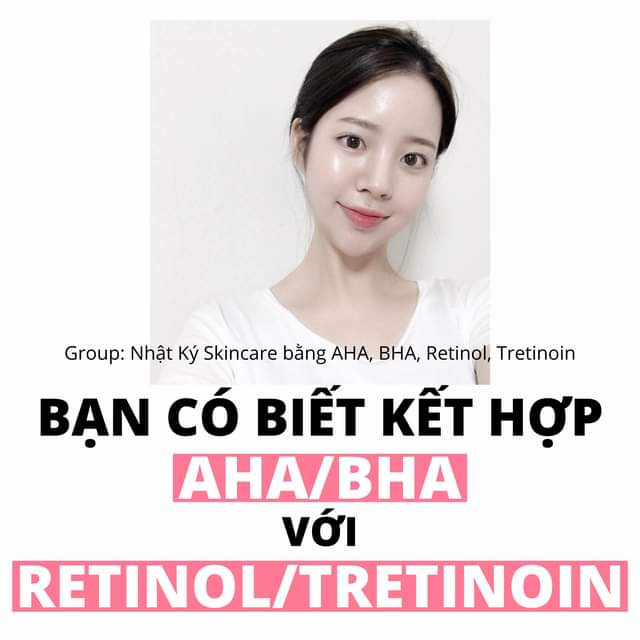 Group: Nhật Ký Skincare bằng AHA, BHA, Retinol, Tretinoin
BẠN CÓ BIẾT KẾT HỢP
AHA/BHA
VỚI
RETINOL/TRETINOIN